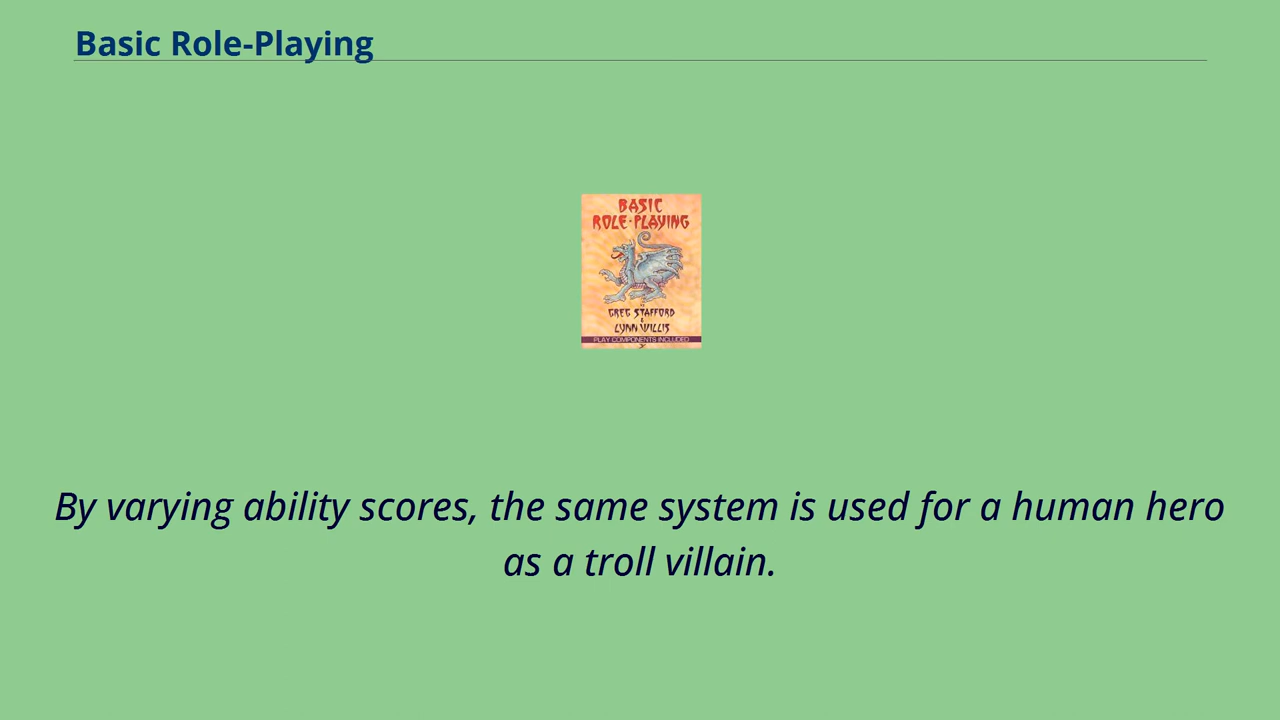 Basic Role-Playing
BASIC
ROLE-PLAYING
BY
GREG STAFFORD
&
LYNN WILLIS
PLAY COMPONENTS INCLUDED
By varying ability scores, the same system is used for a human hero
as a troll villain.